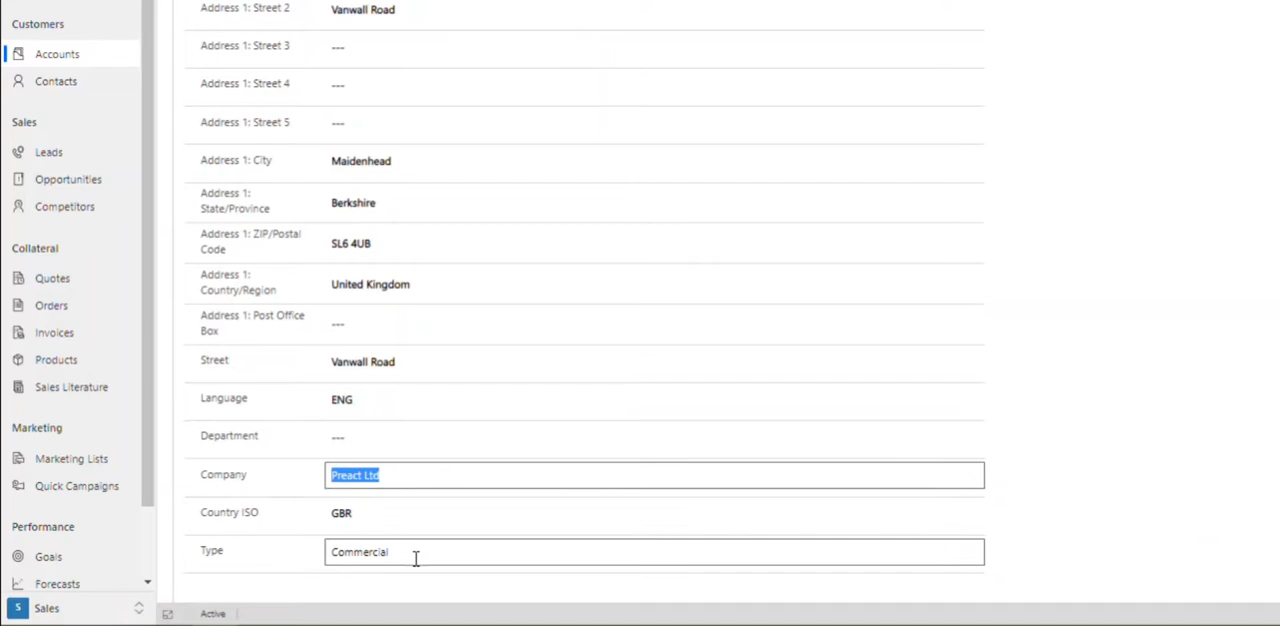 Customers
Accounts
Contacts
Sales
Leads
Opportunities
Competitors
Collateral
Quotes
Orders
Invoices
Products
Sales Literature
Marketing
Marketing Lists
Quick Campaigns
Performance
Goals
Forecasts
S Sales
Address 1: Street 2 Vanwall Road
Address 1: Street 3 ---
Address 1: Street 4 ---
Address 1: Street 5 ---
Address 1: City Maidenhead
Address 1:
State/Province Berkshire
Address 1: ZIP/Postal
Code SL6 4UB
Address 1:
Country/Region United Kingdom
Address 1: Post Office
Box ---
Street Vanwall Road
Language ENG
Department ---
Company Preact Ltd
Country ISO GBR
Type Commercial
Active